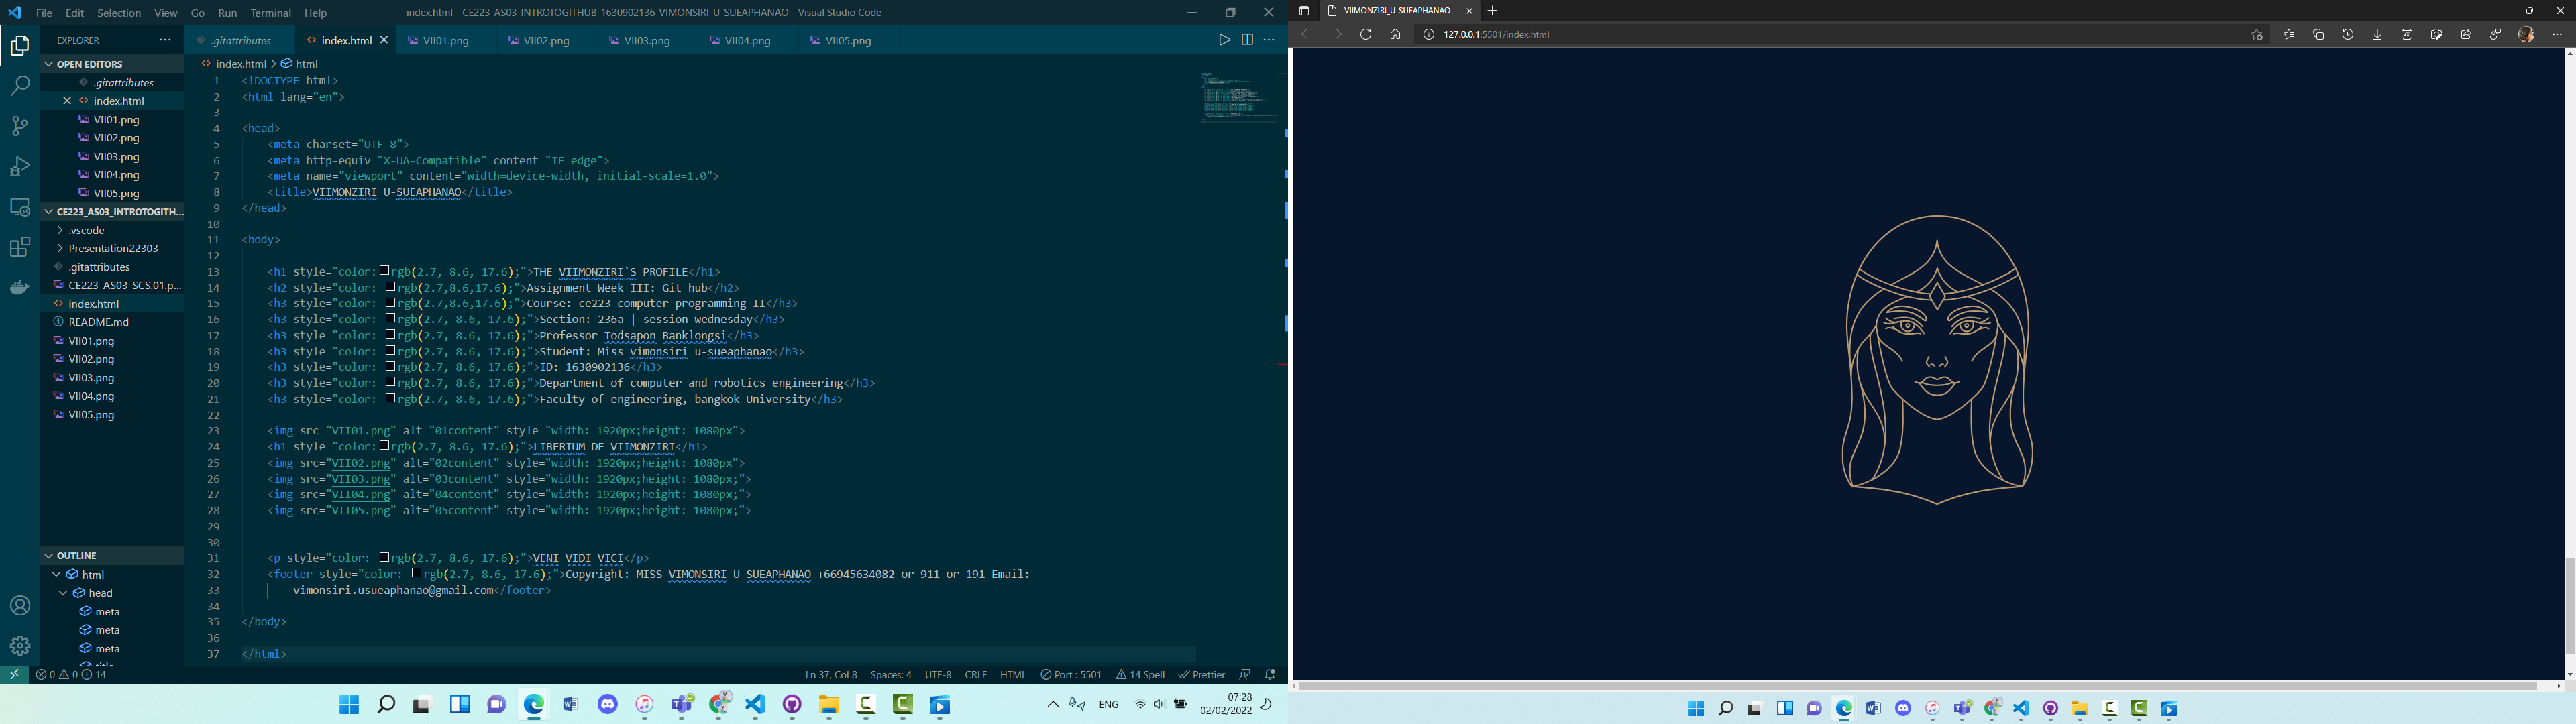 File Edit Selection View Go Run Terminal Help
index.html - CE223_AS03_INTROTOGITHUB_1630902136_VIMONSIRI_U-SUEAPHANAO - Visual Studio Code
EXPLORER
OPEN EDITORS
.gitattributes
index.html
VII01.png
VII02.png
VII03.png
VII04.png
VII05.png
CE223_AS03_INTROTOGITH...
.vscode
Presentation22303
.gitattributes
CE223_AS03_SCS.01.p...
index.html
README.md
VII01.png
VII02.png
VII03.png
VII04.png
VII05.png
OUTLINE
html
head
meta
meta
meta
.gitattributes index.html VII01.png VII02.png VII03.png VII04.png VII05.png
index.html > html
1 <!DOCTYPE html>
2 <html lang="en">
3
4 <head>
5 <meta charset="UTF-8">
6 <meta http-equiv="X-UA-Compatible" content="IE=edge">
7 <meta name="viewport" content="width=device-width, initial-scale=1.0">
8 <title>VIIMONZIRI_U-SUEAPHANAO</title>
9 </head>
10
11 <body>
12
13 <h1 style="color:rgb(2.7, 8.6, 17.6);">THE VIIMONZIRI'S PROFILE</h1>
14 <h2 style="color: rgb(2.7,8.6,17.6);">Assignment Week III: Git_hub</h2>
15 <h3 style="color: rgb(2.7,8.6,17.6);">Course: ce223-computer programming II</h3>
16 <h3 style="color: rgb(2.7, 8.6, 17.6);">Section: 236a | session wednesday</h3>
17 <h3 style="color: rgb(2.7, 8.6, 17.6);">Professor Todsapon Banklongsi</h3>
18 <h3 style="color: rgb(2.7, 8.6, 17.6);">Student: Miss vimonsiri u-sueaphanao</h3>
19 <h3 style="color: rgb(2.7, 8.6, 17.6);">ID: 1630902136</h3>
20 <h3 style="color: rgb(2.7, 8.6, 17.6);">Department of computer and robotics engineering</h3>
21 <h3 style="color: rgb(2.7, 8.6, 17.6);">Faculty of engineering, bangkok University</h3>
22
23 <img src="VII01.png" alt="01content" style="width: 1920px;height: 1080px">
24 <h1 style="color:rgb(2.7, 8.6, 17.6);">LIBERIUM DE VIIMONZIRI</h1>
25 <img src="VII02.png" alt="02content" style="width: 1920px;height: 1080px">
26 <img src="VII03.png" alt="03content" style="width: 1920px;height: 1080px;">
27 <img src="VII04.png" alt="04content" style="width: 1920px;height: 1080px;">
28 <img src="VII05.png" alt="05content" style="width: 1920px;height: 1080px;">
29
30
31 <p style="color: rgb(2.7, 8.6, 17.6);">VENI VIDI VICI</p>
32 <footer style="color: rgb(2.7, 8.6, 17.6);">Copyright: MISS VIMONSIRI U-SUEAPHANAO +66945634082 or 911 or 191 Email:
33 vimonsiri.usueaphanao@gmail.com</footer>
34
35 </body>
36
37 </html>
0 0 14
Ln 37, Col 8 Spaces: 4 UTF-8 CRLF HTML Port : 5501 14 Spell Prettier
ENG
07:28
02/02/2022
VIIMONZIRI_U-SUEAPHANAO
127.0.0.1:5501/index.html